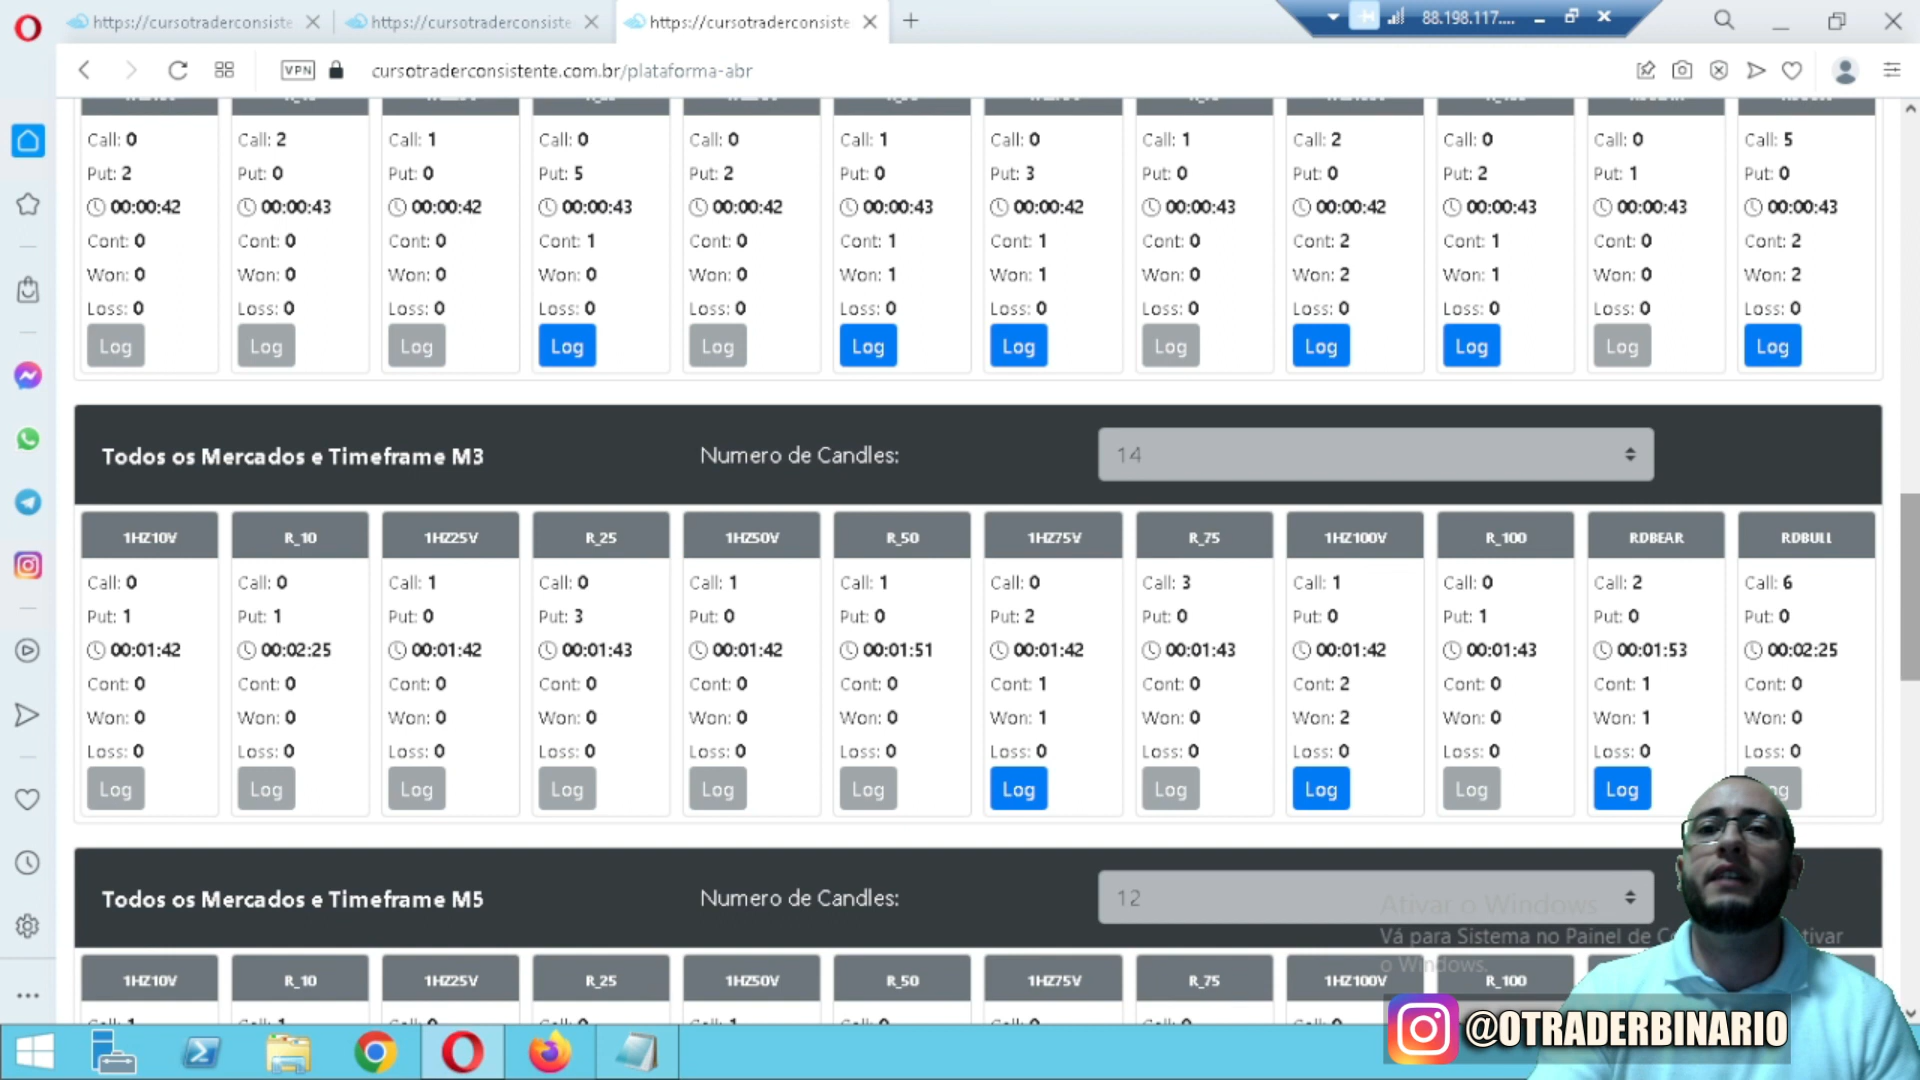 https://cursotraderconsiste
https://cursotraderconsiste
https://cursotraderconsiste
88.198.117....
VPN
cursotraderconsistente.com.br/plataforma-abr
Call: 0 Call: 2 Call: 1 Call: 0 Call: 0 Call: 1 Call: 0 Call: 1 Call: 2 Call: 0 Call: 0 Call: 5
Put: 2 Put: 0 Put: 0 Put: 5 Put: 2 Put: 0 Put: 3 Put: 0 Put: 0 Put: 2 Put: 1 Put: 0
00:00:42 00:00:43 00:00:42 00:00:43 00:00:42 00:00:43 00:00:42 00:00:43 00:00:42 00:00:43 00:00:43 00:00:43
Cont: 0 Cont: 0 Cont: 0 Cont: 1 Cont: 0 Cont: 1 Cont: 1 Cont: 0 Cont: 2 Cont: 1 Cont: 0 Cont: 2
Won: 0 Won: 0 Won: 0 Won: 0 Won: 0 Won: 1 Won: 1 Won: 0 Won: 2 Won: 1 Won: 0 Won: 2
Loss: 0 Loss: 0 Loss: 0 Loss: 0 Loss: 0 Loss: 0 Loss: 0 Loss: 0 Loss: 0 Loss: 0 Loss: 0 Loss: 0
Log Log Log Log Log Log Log Log Log Log Log Log
Todos os Mercados e Timeframe M3 Numero de Candles: 14
1HZ10V R_10 1HZ25V R_25 1HZ50V R_50 1HZ75V R_75 1HZ100V R_100 RDBEAR RDBULL
Call: 0 Call: 0 Call: 1 Call: 0 Call: 1 Call: 1 Call: 0 Call: 3 Call: 1 Call: 0 Call: 2 Call: 6
Put: 1 Put: 1 Put: 0 Put: 3 Put: 0 Put: 0 Put: 2 Put: 0 Put: 0 Put: 1 Put: 0 Put: 0
00:01:42 00:02:25 00:01:42 00:01:43 00:01:42 00:01:51 00:01:42 00:01:43 00:01:42 00:01:43 00:01:53 00:02:25
Cont: 0 Cont: 0 Cont: 0 Cont: 0 Cont: 0 Cont: 0 Cont: 1 Cont: 0 Cont: 2 Cont: 0 Cont: 1 Cont: 0
Won: 0 Won: 0 Won: 0 Won: 0 Won: 0 Won: 0 Won: 1 Won: 0 Won: 2 Won: 0 Won: 1 Won: 0
Loss: 0 Loss: 0 Loss: 0 Loss: 0 Loss: 0 Loss: 0 Loss: 0 Loss: 0 Loss: 0 Loss: 0 Loss: 0 Loss: 0
Log Log Log Log Log Log Log Log Log Log Log
Todos os Mercados e Timeframe M5 Numero de Candles: 12
Ativar o Windows
Vá para Sistema no Painel de
o Windows.
1HZ10V R_10 1HZ25V R_25 1HZ50V R_50 1HZ75V R_75 1HZ100V R_100
@OTRADERBINARIO